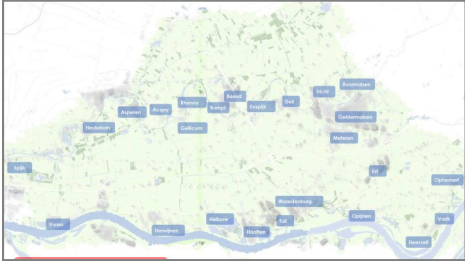 Buurmalsen
Tricht
Beesd
Deil
Enspijk
Rhenoy
Rumpt
Acquoy
Asperen
Geldermalsen
Heukelum
Gellicum
Meteren
Spijk
Est
Ophemert
Waardenburg
Hellouw
Tuil
Opijnen
Varik
Vuren
Herwijnen
Haaften
Heesselt